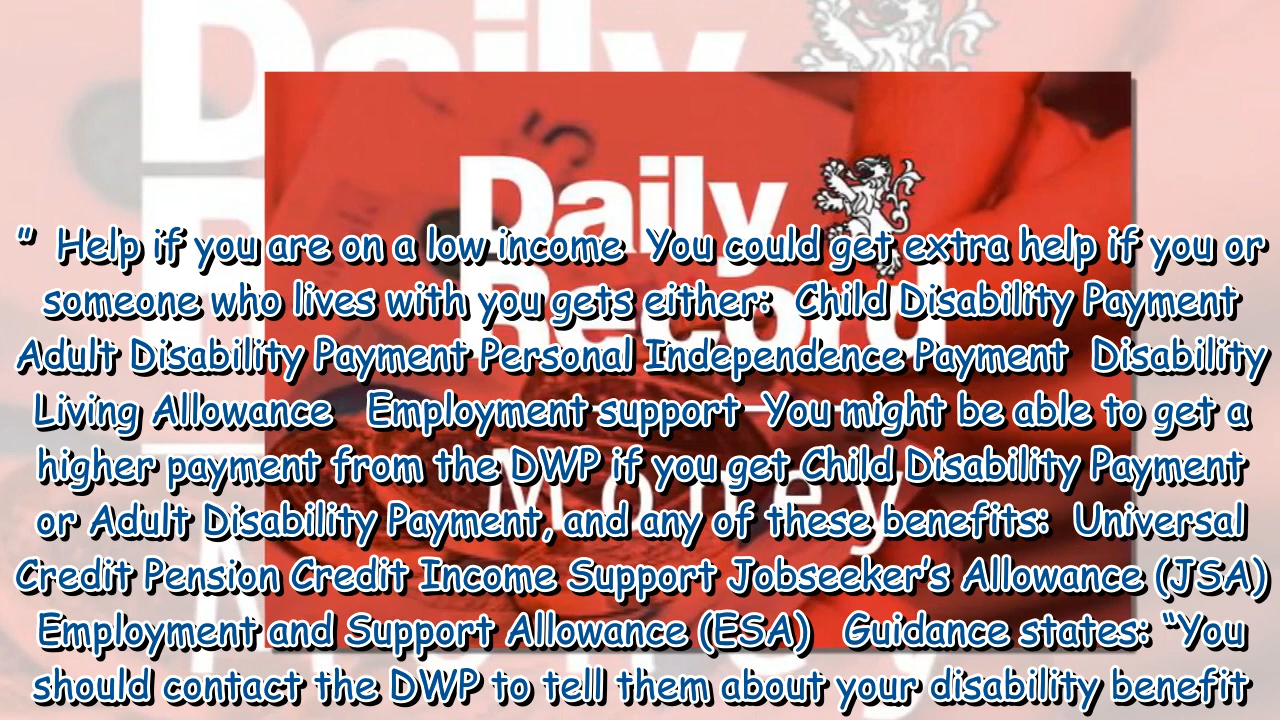 Daily
Record
Money
" Help if you are on a low income You could get extra help if you or
someone who lives with you gets either: Child Disability Payment
Adult Disability Payment Personal Independence Payment Disability
Living Allowance Employment support You might be able to get a
higher payment from the DWP if you get Child Disability Payment
or Adult Disability Payment, and any of these benefits: Universal
Credit Pension Credit Income Support Jobseeker’s Allowance (JSA)
Employment and Support Allowance (ESA) Guidance states: “You
should contact the DWP to tell them about your disability benefit